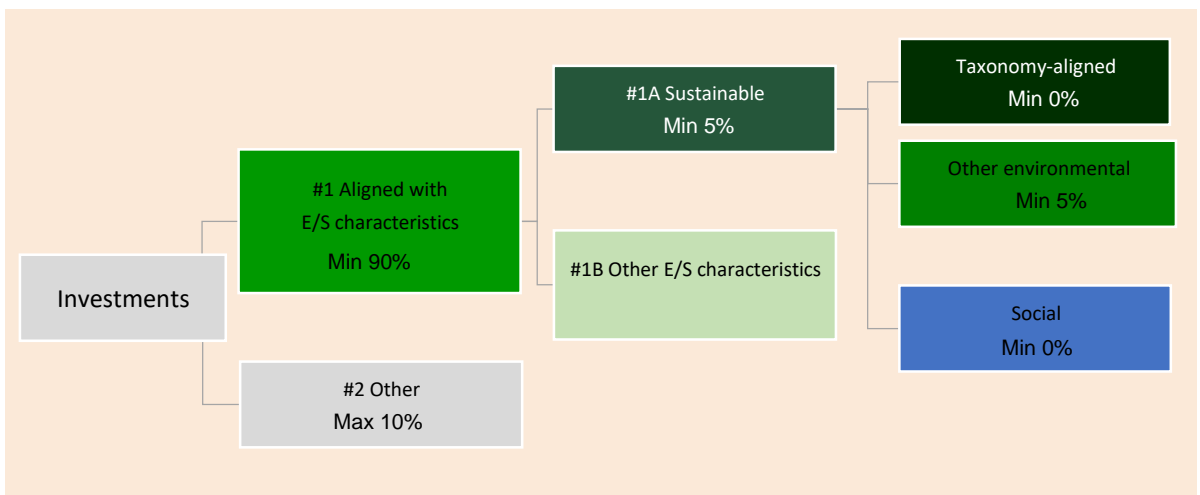 Investments
#1 Aligned with
E/S characteristics
Min 90%
#2 Other
Max 10%
#1A Sustainable
Min 5%
#1B Other E/S characteristics
Taxonomy-aligned
Min 0%
Other environmental
Min 5%
Social
Min 0%